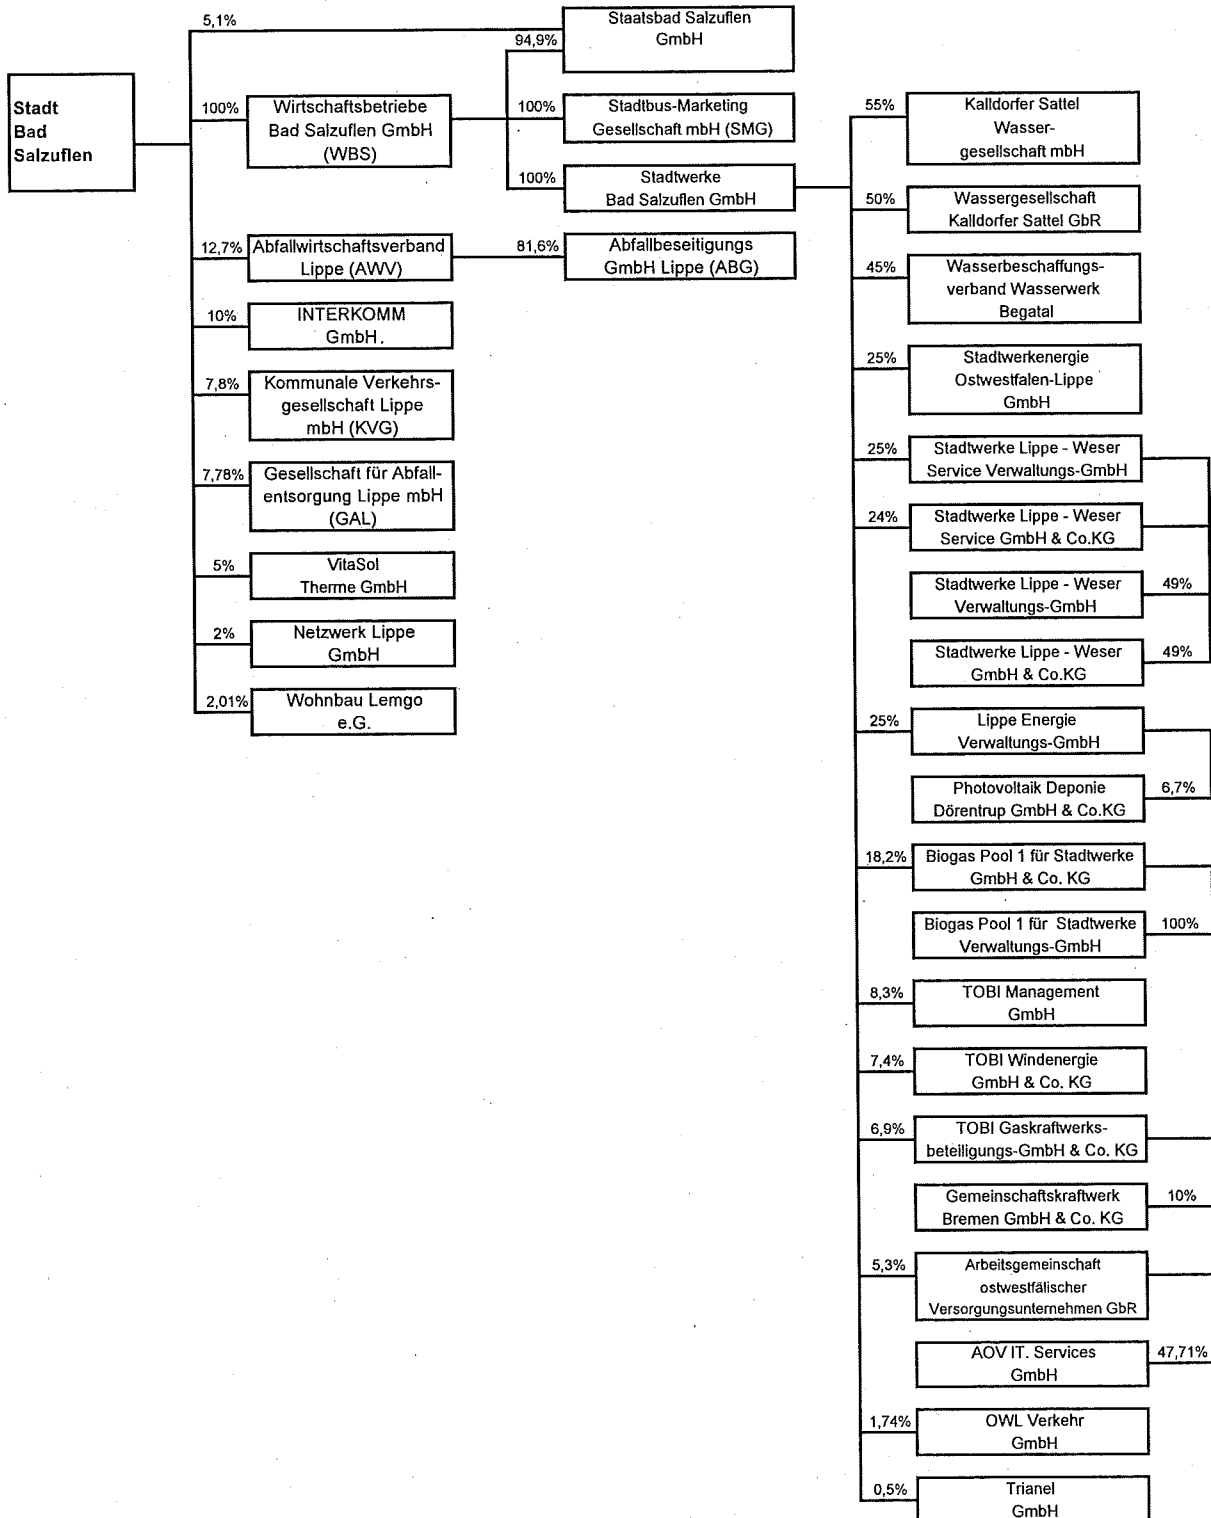 Stadt
Bad
Salzuflen
5,1%
Staatsbad Salzuflen
GmbH
94,9%
100%
Wirtschaftsbetriebe
Bad Salzuflen GmbH
(WBS)
100%
Stadtbus-Marketing
Gesellschaft mbH (SMG)
100%
Stadtwerke
Bad Salzuflen GmbH
12,7%
Abfallwirtschaftsverband
Lippe (AWV)
81,6%
Abfallbeseitigungs
GmbH Lippe (ABG)
10%
INTERKOMM
GmbH.
7,8%
Kommunale Verkehrs-
gesellschaft Lippe
mbH (KVG)
7,78%
Gesellschaft für Abfall-
entsorgung Lippe mbH
(GAL)
5%
VitaSol
Therme GmbH
2%
Netzwerk Lippe
GmbH
2,01%
Wohnbau Lemgo
e.G.
55%
Kalldorfer Sattel
Wasser-
gesellschaft mbH
50%
Wassergesellschaft
Kalldorfer Sattel GbR
45%
Wasserbeschaffungs-
verband Wasserwerk
Begatal
25%
Stadtwerkenergie
Ostwestfalen-Lippe
GmbH
25%
Stadtwerke Lippe - Weser
Service Verwaltungs-GmbH
24%
Stadtwerke Lippe - Weser
Service GmbH & Co.KG
Stadtwerke Lippe - Weser
Verwaltungs-GmbH
49%
Stadtwerke Lippe - Weser
GmbH & Co.KG
49%
25%
Lippe Energie
Verwaltungs-GmbH
Photovoltaik Deponie
Dörentrup GmbH & Co.KG
6,7%
18,2%
Biogas Pool 1 für Stadtwerke
GmbH & Co. KG
Biogas Pool 1 für Stadtwerke
Verwaltungs-GmbH
100%
8,3%
TOBI Management
GmbH
7,4%
TOBI Windenergie
GmbH & Co. KG
6,9%
TOBI Gaskraftwerks-
beteiligungs-GmbH & Co. KG
Gemeinschaftskraftwerk
Bremen GmbH & Co. KG
10%
5,3%
Arbeitsgemeinschaft
ostwestfälischer
Versorgungsunternehmen GbR
AOV IT. Services
GmbH
47,71%
1,74%
OWL Verkehr
GmbH
0,5%
Trianel
GmbH